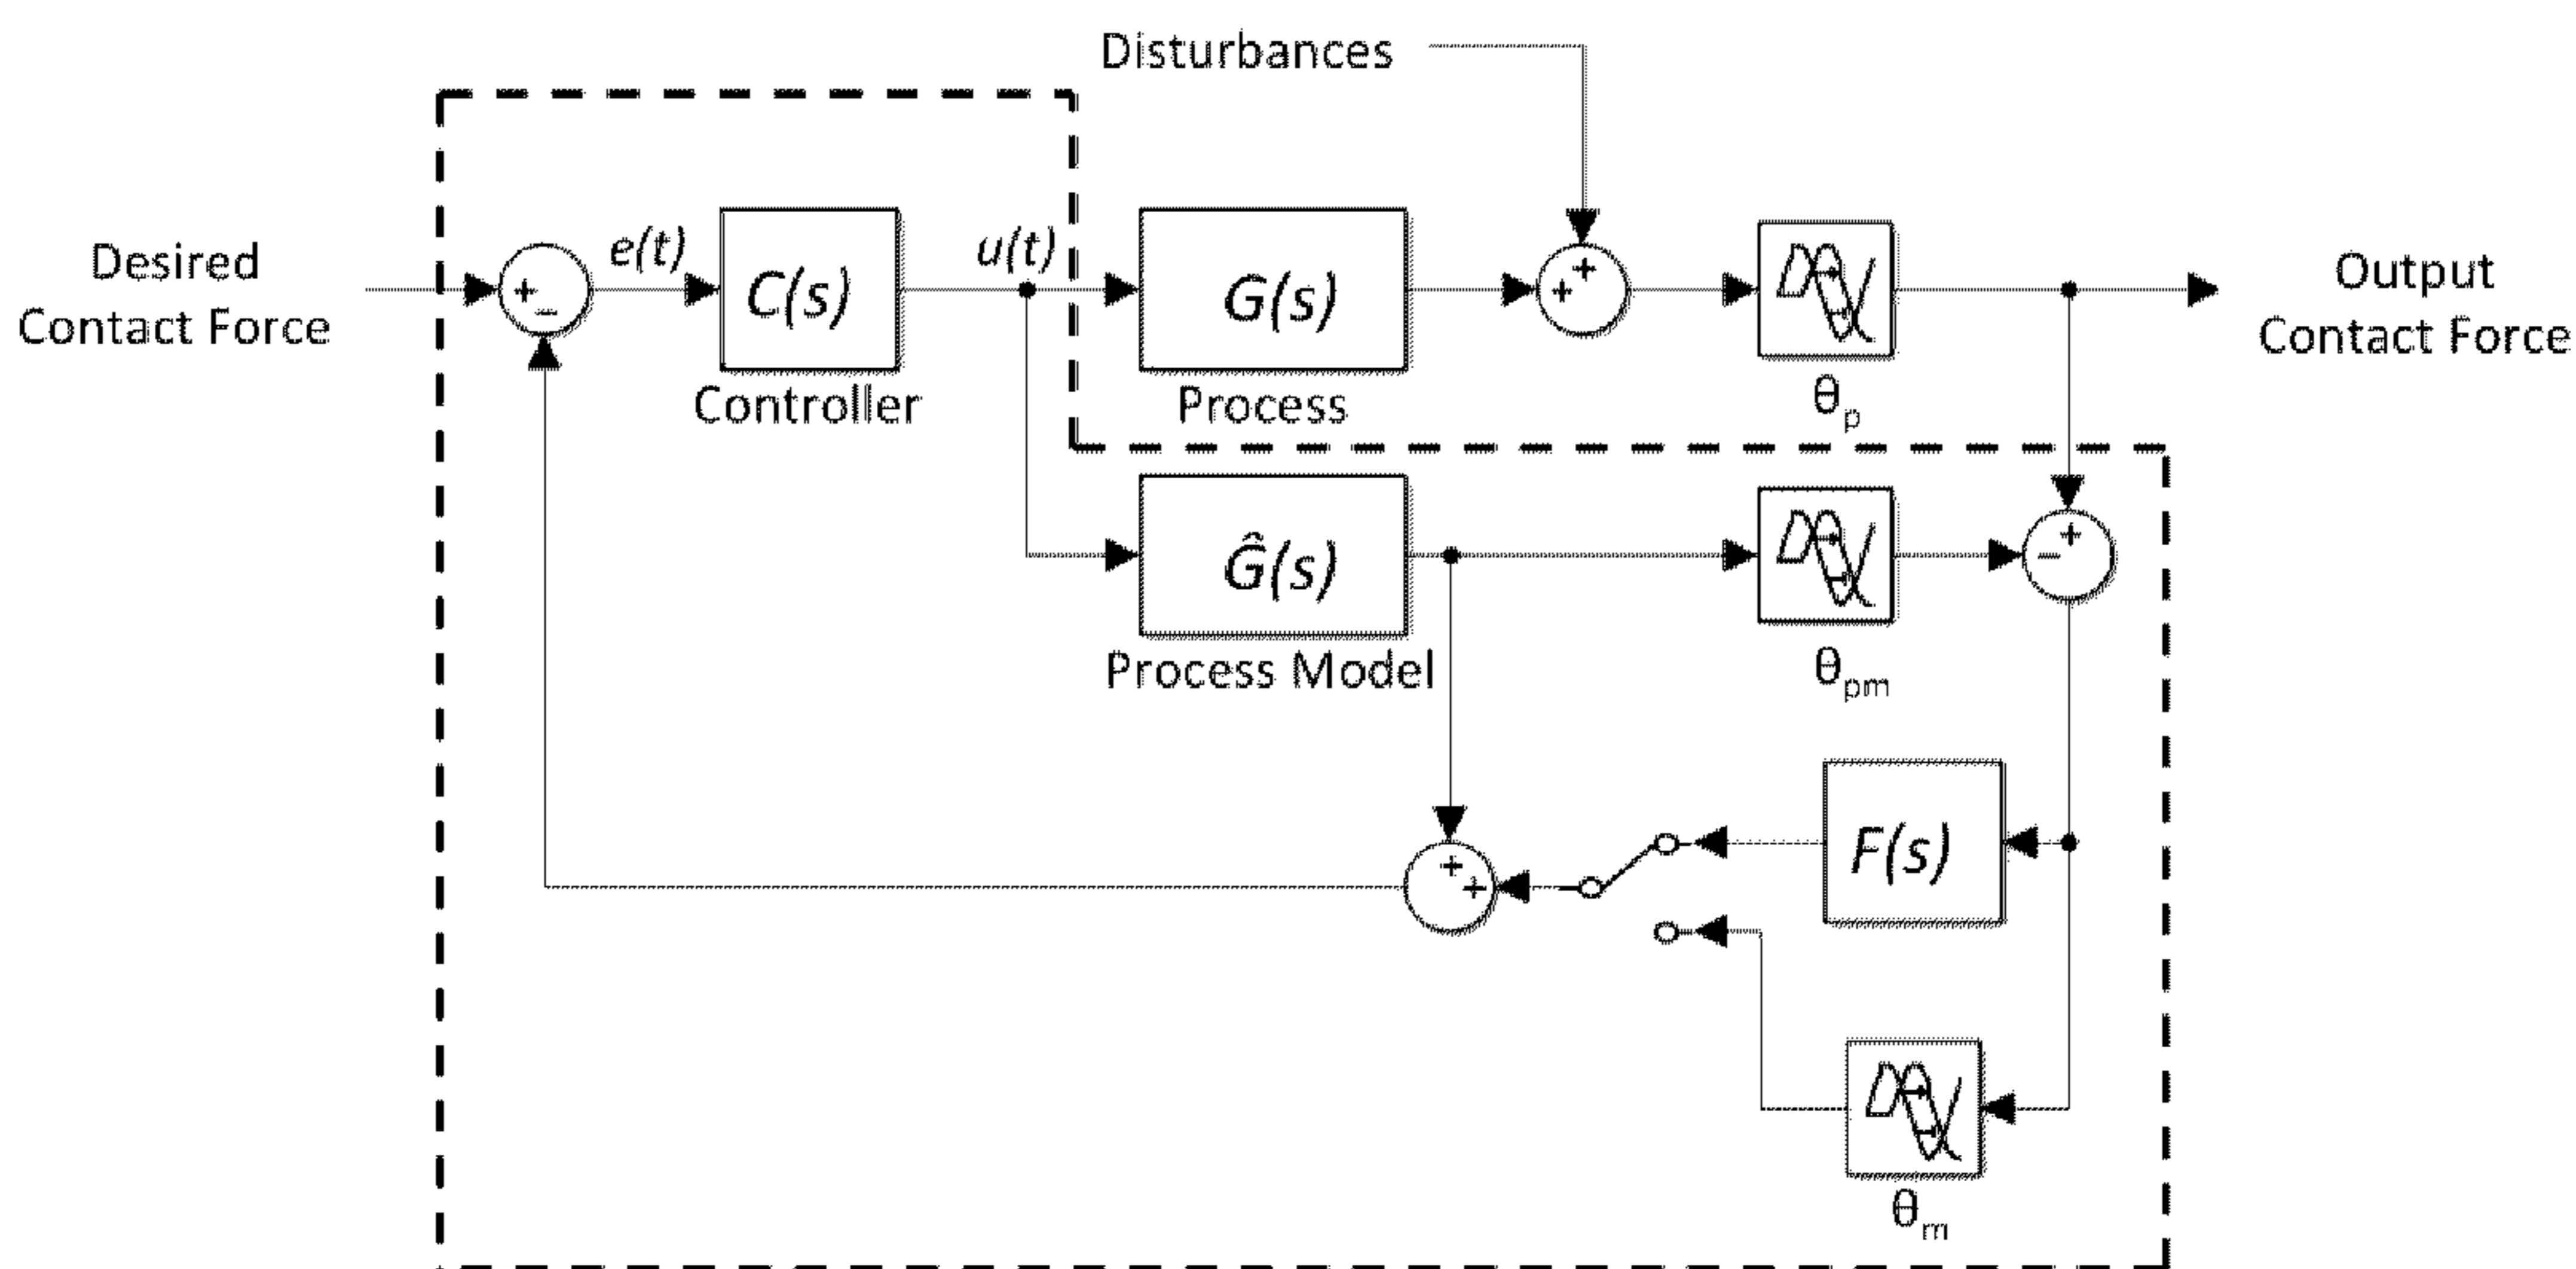 Disturbances
Desired
Contact Force
+
−
e(t)
C(s)
Controller
u(t)
G(s)
Process
+
+
θp
Output
Contact Force
Ĝ(s)
Process Model
θpm
+
−
F(s)
+
+
θm